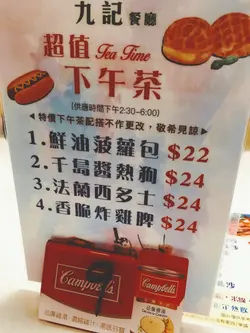 九記餐廳
超值 Tea Time
下午茶
(供應時間下午2:30-6:00)
◀特價下午茶配搭不作更改，敬希見諒▶
1.鮮油菠蘿包 $22
2.千島醬熱狗 $24
3.法蘭西多士 $24
4.香脆炸雞脾 $24
Campbell's
Campbell's